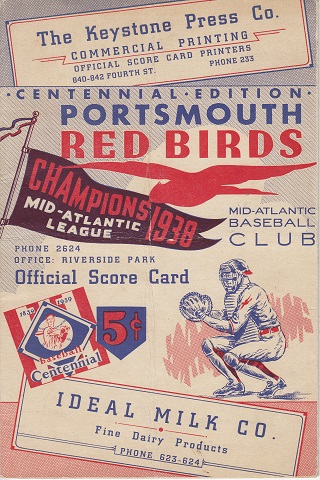 The Keystone Press Co.
COMMERCIAL PRINTING
OFFICIAL SCORE CARD PRINTERS
640-642 FOURTH ST. PHONE 233
·CENTENNIAL·EDITION·
PORTSMOUTH
RED BIRDS
CHAMPIONS 1938
MID-ATLANTIC
LEAGUE
MID-ATLANTIC
BASEBALL
CLUB
PHONE 2624
OFFICE: RIVERSIDE PARK
Official Score Card
1839 1939
baseball
Centennial
5¢
IDEAL MILK CO.
Fine Dairy Products
PHONE 623-624